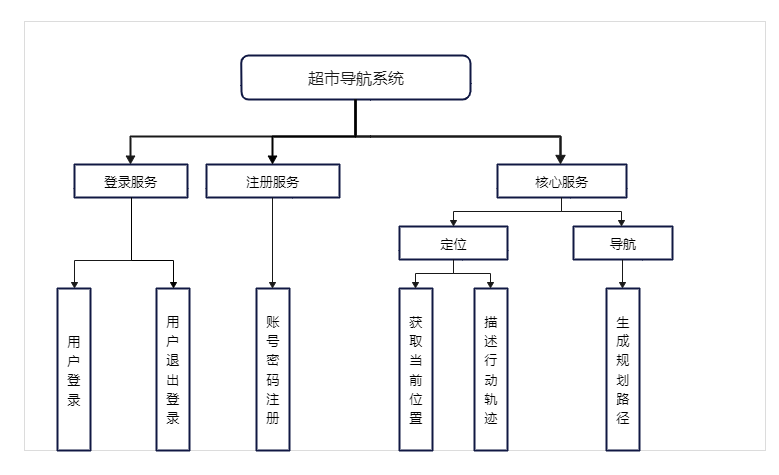 超市导航系统
登录服务
注册服务
核心服务
定位
导航
用户登录
用户退出登录
账号密码注册
获取当前位置
描述行动轨迹
生成规划路径